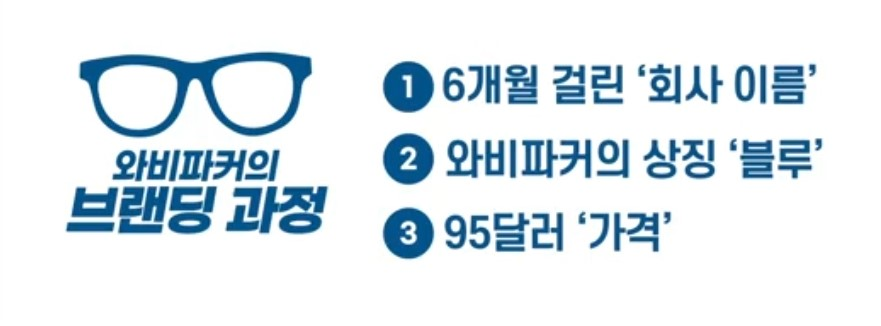 와비파커의
브랜딩 과정
1 6개월 걸린 ‘회사 이름’
2 와비파커의 상징 ‘블루’
3 95달러 ‘가격’